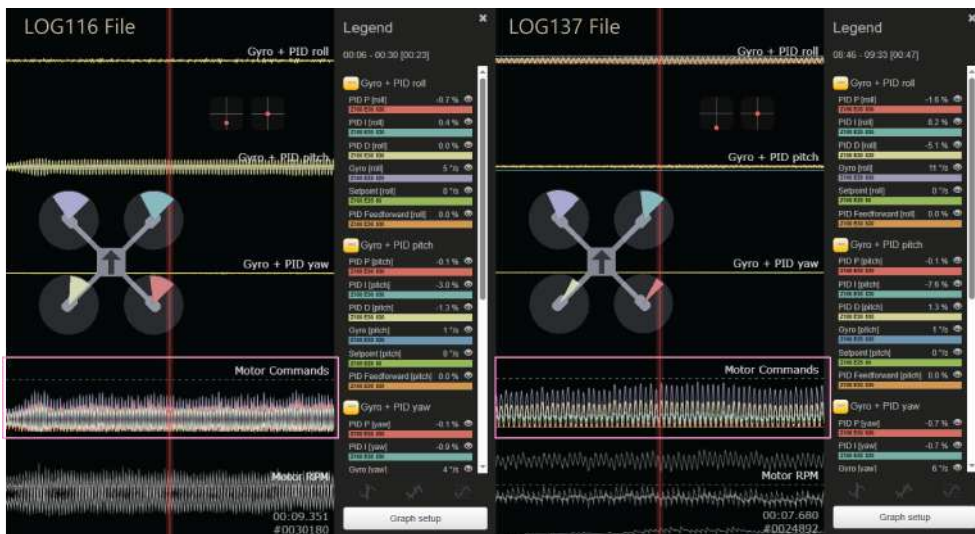 LOG116 File
Gyro + PID roll
Gyro + PID pitch
Gyro + PID yaw
Motor Commands
Motor RPM
00:09.351
#0030180
Legend
00:06 - 00:30 [00:23]
Gyro + PID roll
PID P [roll] -0.7 %
PID I [roll] 0.4 %
PID D [roll] 0.0 %
Gyro [roll] 5 °/s
Setpoint [roll] 0 °/s
PID Feedforward [roll] 0.0 %
Gyro + PID pitch
PID P [pitch] -0.1 %
PID I [pitch] -3.0 %
PID D [pitch] -1.3 %
Gyro [pitch] 1 °/s
Setpoint [pitch] 0 °/s
PID Feedforward [pitch] 0.0 %
Gyro + PID yaw
PID P [yaw] -0.1 %
PID I [yaw] -0.9 %
Gyro [yaw] 4 °/s
Graph setup
LOG137 File
Gyro + PID roll
Gyro + PID pitch
Gyro + PID yaw
Motor Commands
Motor RPM
00:07.680
#0024892
Legend
08:46 - 09:33 [00:47]
Gyro + PID roll
PID P [roll] -1.6 %
PID I [roll] 8.2 %
PID D [roll] -5.1 %
Gyro [roll] 11 °/s
Setpoint [roll] 0 °/s
PID Feedforward [roll] 0.0 %
Gyro + PID pitch
PID P [pitch] -0.1 %
PID I [pitch] -7.6 %
PID D [pitch] 1.3 %
Gyro [pitch] 1 °/s
Setpoint [pitch] 0 °/s
PID Feedforward [pitch] 0.0 %
Gyro + PID yaw
PID P [yaw] -0.7 %
PID I [yaw] -0.7 %
Gyro [yaw] 6 °/s
Graph setup